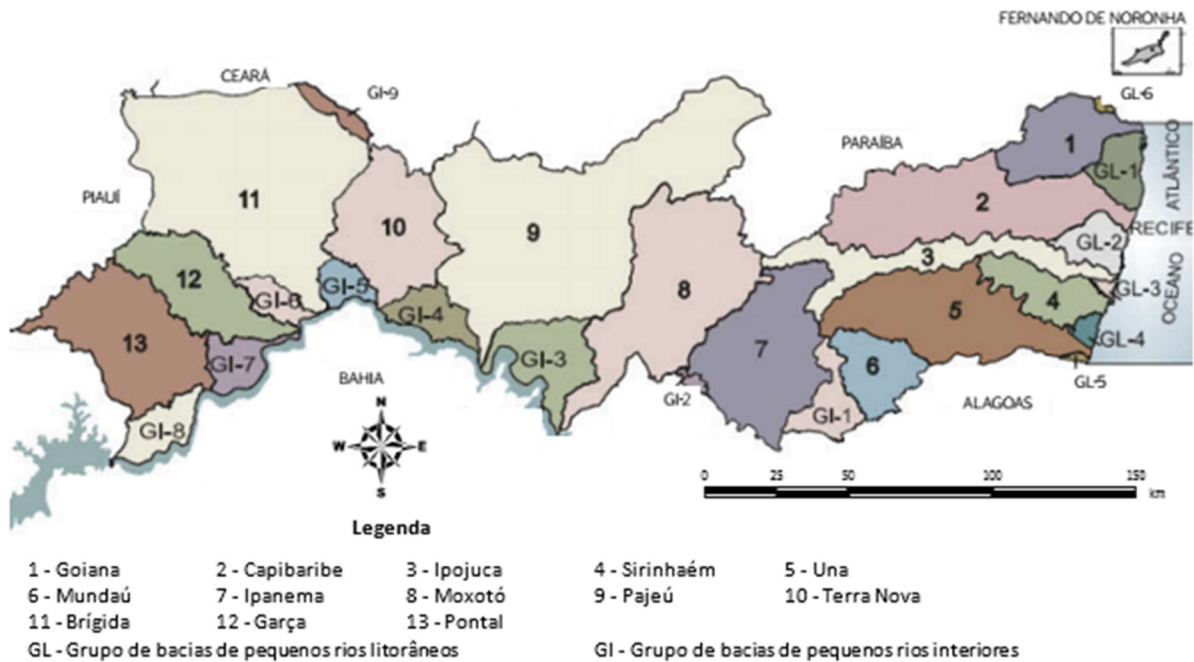 FERNANDO DE NORONHA
CEARÁ
GI-9
GL-6
PARAÍBA
1
GL-1
ATLÂNTICO
PIAUÍ
11
2
10
9
RECIFE
GL-2
3
12
GI-5
8
GL-3
OCEANO
GI-6
4
GI-4
5
GL-4
13
GI-7
GI-3
7
6
BAHIA
GL-5
GI-2
ALAGOAS
GI-1
GI-8
N
W E
S
0 25 50 100 150
km
Legenda
1 - Goiana 2 - Capibaribe 3 - Ipojuca 4 - Sirinhaém 5 - Una
6 - Mundaú 7 - Ipanema 8 - Moxotó 9 - Pajeú 10 - Terra Nova
11 - Brígida 12 - Garça 13 - Pontal
GL - Grupo de bacias de pequenos rios litorâneos GI - Grupo de bacias de pequenos rios interiores